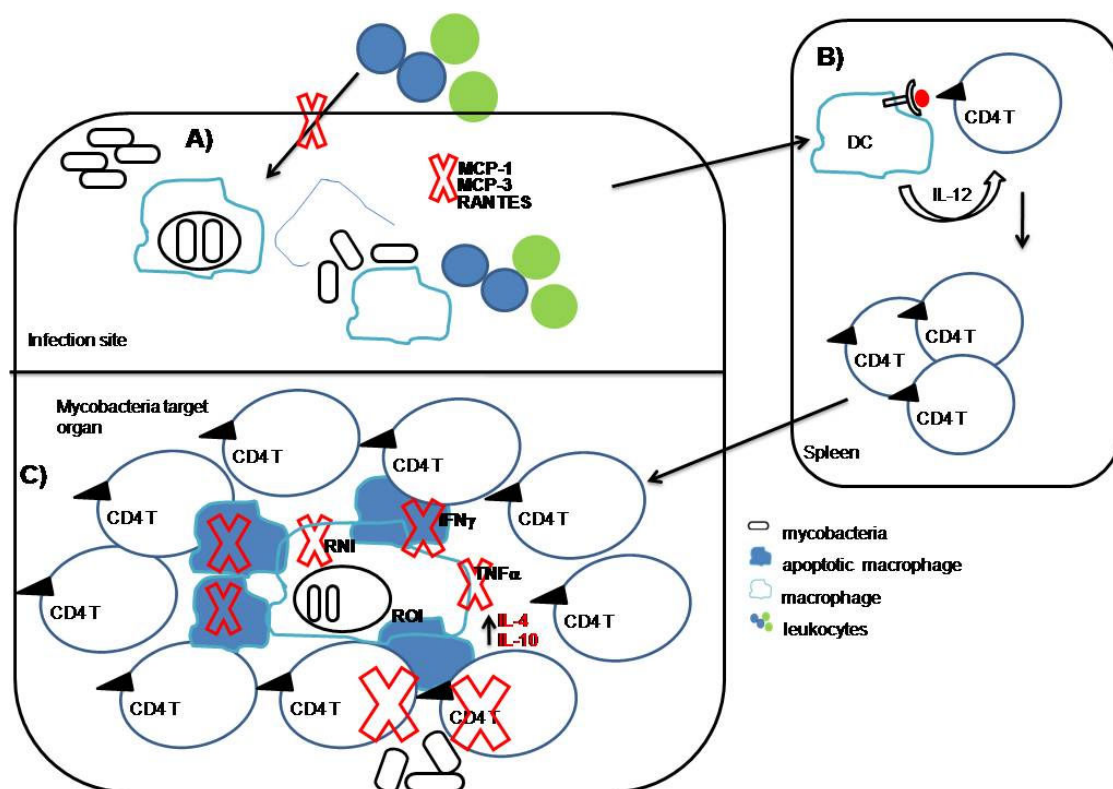 A)
MCP-1
MCP-3
RANTES
Infection site
B)
DC
CD4 T
IL-12
CD4 T
CD4 T
CD4 T
Spleen
Mycobacteria target
organ
C)
CD4 T
CD4 T
CD4 T
CD4 T
IFNγ
RNI
TNFα
CD4 T
CD4 T
ROI
IL-4
IL-10
CD4 T
CD4 T
CD4 T
mycobacteria
apoptotic macrophage
macrophage
leukocytes